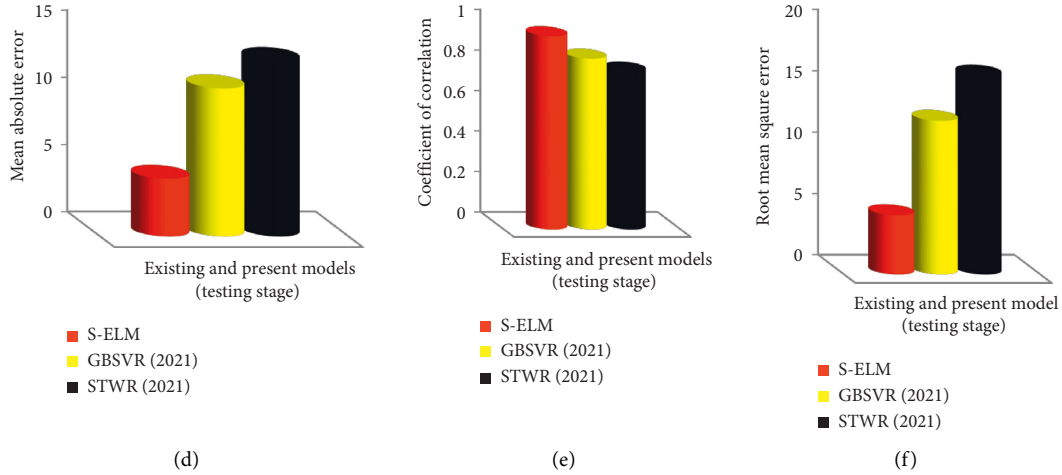 15
10
5
0
Mean absolute error
Existing and present models
(testing stage)
S-ELM
GBSVR (2021)
STWR (2021)
(d)
1
0.8
0.6
0.4
0.2
0
Coefficient of correlation
Existing and present models
(testing stage)
S-ELM
GBSVR (2021)
STWR (2021)
(e)
20
15
10
5
0
Root mean sqaure error
Existing and present model
(testing stage)
S-ELM
GBSVR (2021)
STWR (2021)
(f)